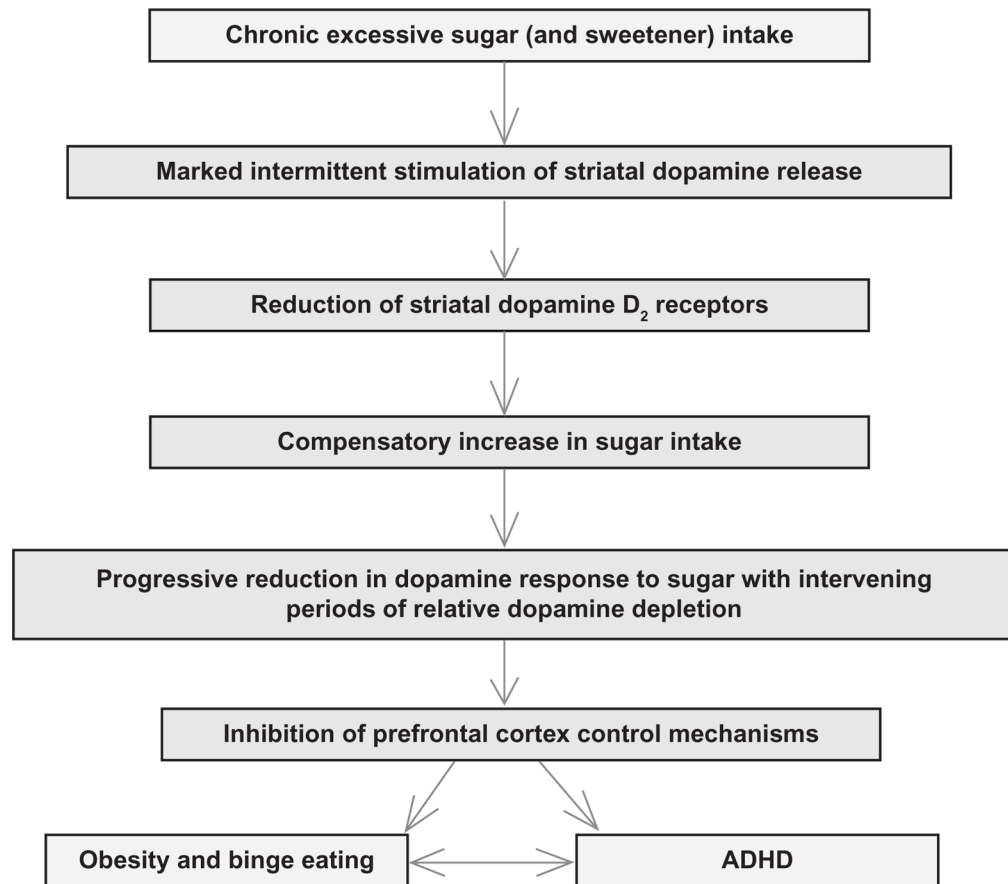 Chronic excessive sugar (and sweetener) intake
Marked intermittent stimulation of striatal dopamine release
Reduction of striatal dopamine D₂ receptors
Compensatory increase in sugar intake
Progressive reduction in dopamine response to sugar with intervening
periods of relative dopamine depletion
Inhibition of prefrontal cortex control mechanisms
Obesity and binge eating
ADHD